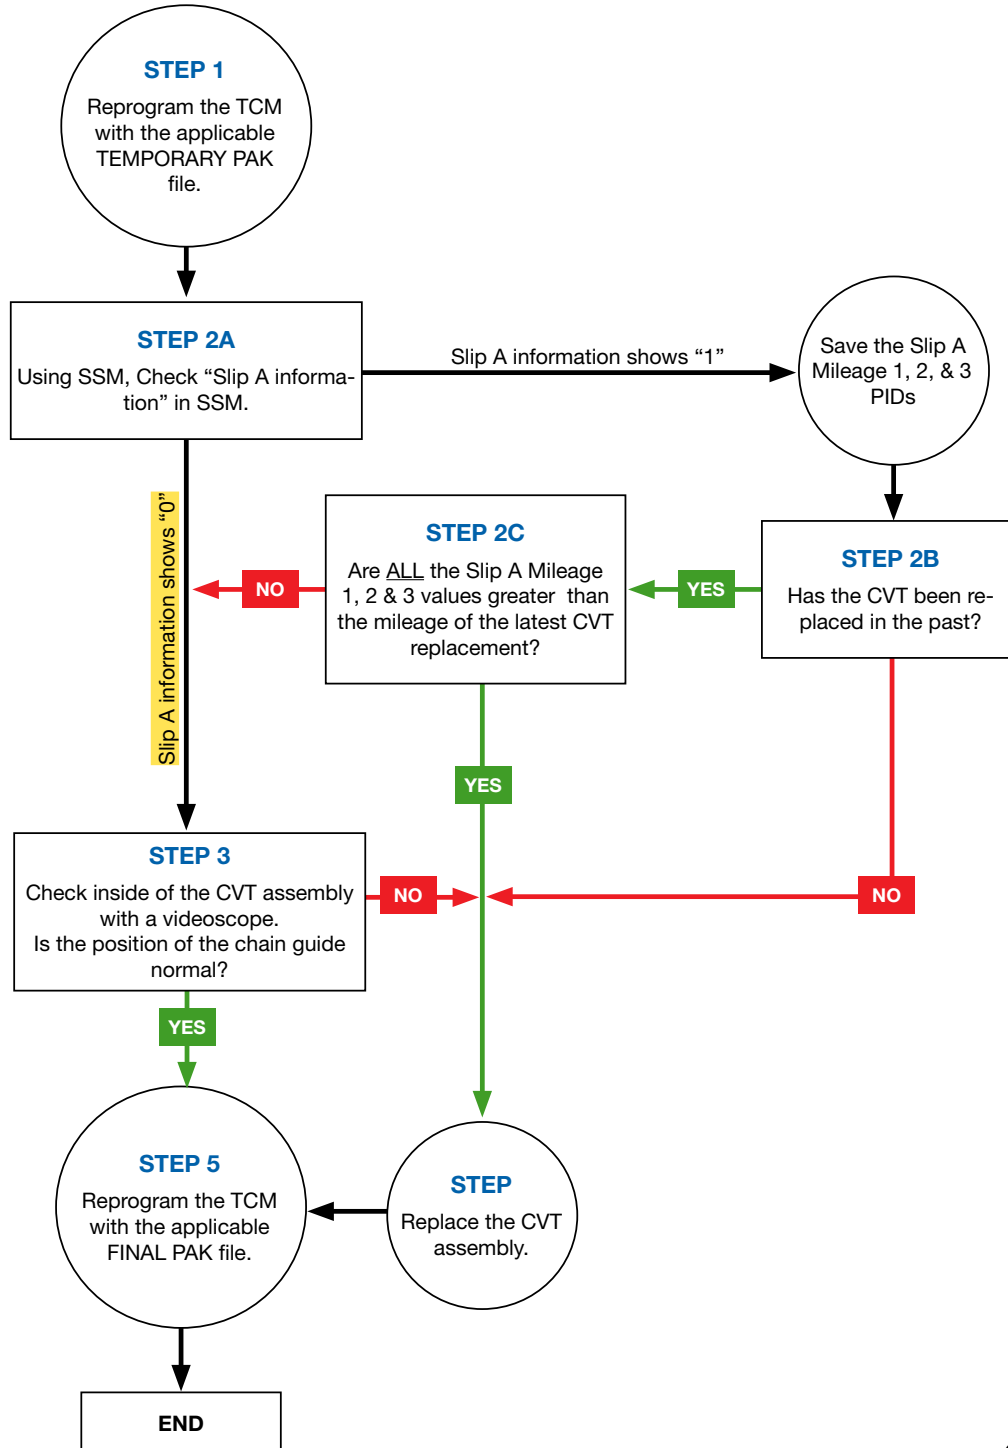 STEP 1
Reprogram the TCM
with the applicable
TEMPORARY PAK
file.
STEP 2A
Using SSM, Check “Slip A informa-
tion” in SSM.
Slip A information shows “1”
Save the Slip A
Mileage 1, 2, & 3
PIDs
Slip A information shows “0”
STEP 2C
Are ALL the Slip A Mileage
1, 2 & 3 values greater than
the mileage of the latest CVT
replacement?
NO
YES
STEP 2B
Has the CVT been re-
placed in the past?
YES
STEP 3
Check inside of the CVT assembly
with a videoscope.
Is the position of the chain guide
normal?
NO
NO
YES
STEP 5
Reprogram the TCM
with the applicable
FINAL PAK file.
STEP
Replace the CVT
assembly.
END